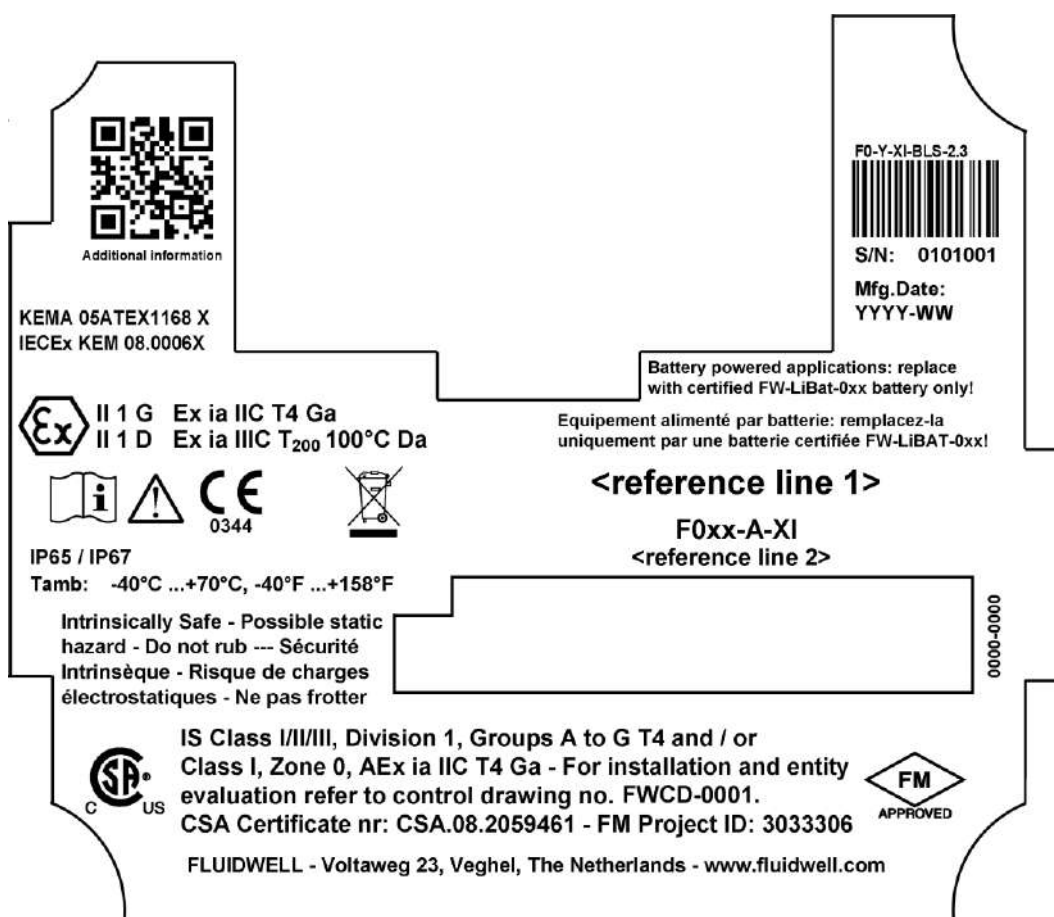 Additional information
F0-Y-XI-BLS-2.3
S/N: 0101001
Mfg.Date:
YYYY-WW
KEMA 05ATEX1168 X
IECEx KEM 08.0006X
Battery powered applications: replace
with certified FW-LiBat-0xx battery only!
Equipement alimenté par batterie: remplacez-la
uniquement par une batterie certifiée FW-LiBAT-0xx!
Ex
II 1 G Ex ia IIC T4 Ga
II 1 D Ex ia IIIC T200 100°C Da
i
CE
0344
<reference line 1>
F0xx-A-XI
<reference line 2>
IP65 / IP67
Tamb: -40°C ...+70°C, -40°F ...+158°F
0000-0000
Intrinsically Safe - Possible static
hazard - Do not rub --- Sécurité
Intrinsèque - Risque de charges
électrostatiques - Ne pas frotter
IS Class I/II/III, Division 1, Groups A to G T4 and / or
Class I, Zone 0, AEx ia IIC T4 Ga - For installation and entity
evaluation refer to control drawing no. FWCD-0001.
CSA Certificate nr: CSA.08.2059461 - FM Project ID: 3033306
C SA ® US
FM
APPROVED
FLUIDWELL - Voltaweg 23, Veghel, The Netherlands - www.fluidwell.com